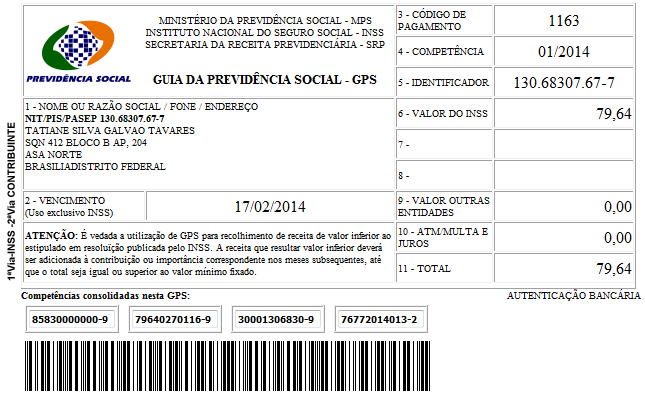 PREVIDÊNCIA SOCIAL
MINISTÉRIO DA PREVIDÊNCIA SOCIAL - MPS
INSTITUTO NACIONAL DO SEGURO SOCIAL - INSS
SECRETARIA DA RECEITA PREVIDENCIÁRIA - SRP
GUIA DA PREVIDÊNCIA SOCIAL - GPS
3 - CÓDIGO DE
PAGAMENTO
1163
4 - COMPETÊNCIA
01/2014
5 - IDENTIFICADOR
130.68307.67-7
1 - NOME OU RAZÃO SOCIAL / FONE / ENDEREÇO
NIT/PIS/PASEP 130.68307.67-7
TATIANE SILVA GALVAO TAVARES
SQN 412 BLOCO B AP, 204
ASA NORTE
BRASILIADISTRITO FEDERAL
6 - VALOR DO INSS
79,64
7 -
8 -
2 - VENCIMENTO
(Uso exclusivo INSS)
17/02/2014
9 - VALOR OUTRAS
ENTIDADES
0,00
ATENÇÃO: É vedada a utilização de GPS para recolhimento de receita de valor inferior ao
estipulado em resolução publicada pelo INSS. A receita que resultar valor inferior deverá
ser adicionada à contribuição ou importância correspondente nos meses subsequentes, até
que o total seja igual ou superior ao valor mínimo fixado.
10 - ATM/MULTA E
JUROS
0,00
11 - TOTAL
79,64
Competências consolidadas nesta GPS:
AUTENTICAÇÃO BANCÁRIA
85830000000-9
79640270116-9
30001306830-9
76772014013-2
1ªVia-INSS -2ªVia CONTRIBUINTE